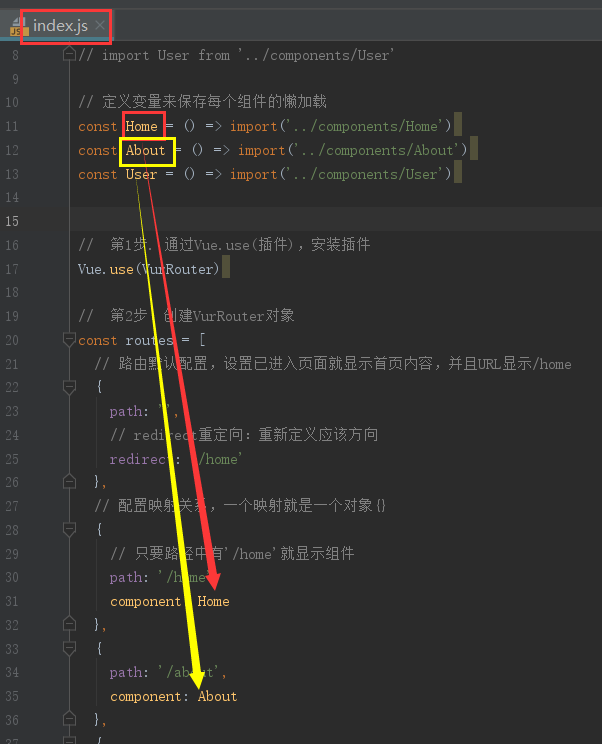 index.js
8 // import User from '../components/User'
9
10 // 定义变量来保存每个组件的懒加载
11 const Home = () => import('../components/Home')
12 const About = () => import('../components/About')
13 const User = () => import('../components/User')
14
15
16 // 第1步. 通过Vue.use(插件),安装插件
17 Vue.use(VurRouter)
18
19 // 第2步 创建VurRouter对象
20 const routes = [
21 // 路由默认配置,设置已进入页面就显示首页内容,并且URL显示/home
22 {
23 path: '',
24 // redirect重定向:重新定义应该方向
25 redirect: '/home'
26 },
27 // 配置映射关系,一个映射就是一个对象{}
28 {
29 // 只要路径中有'/home'就显示组件
30 path: '/home'
31 component: Home
32 },
33 {
34 path: '/about',
35 component: About
36 },
37 {